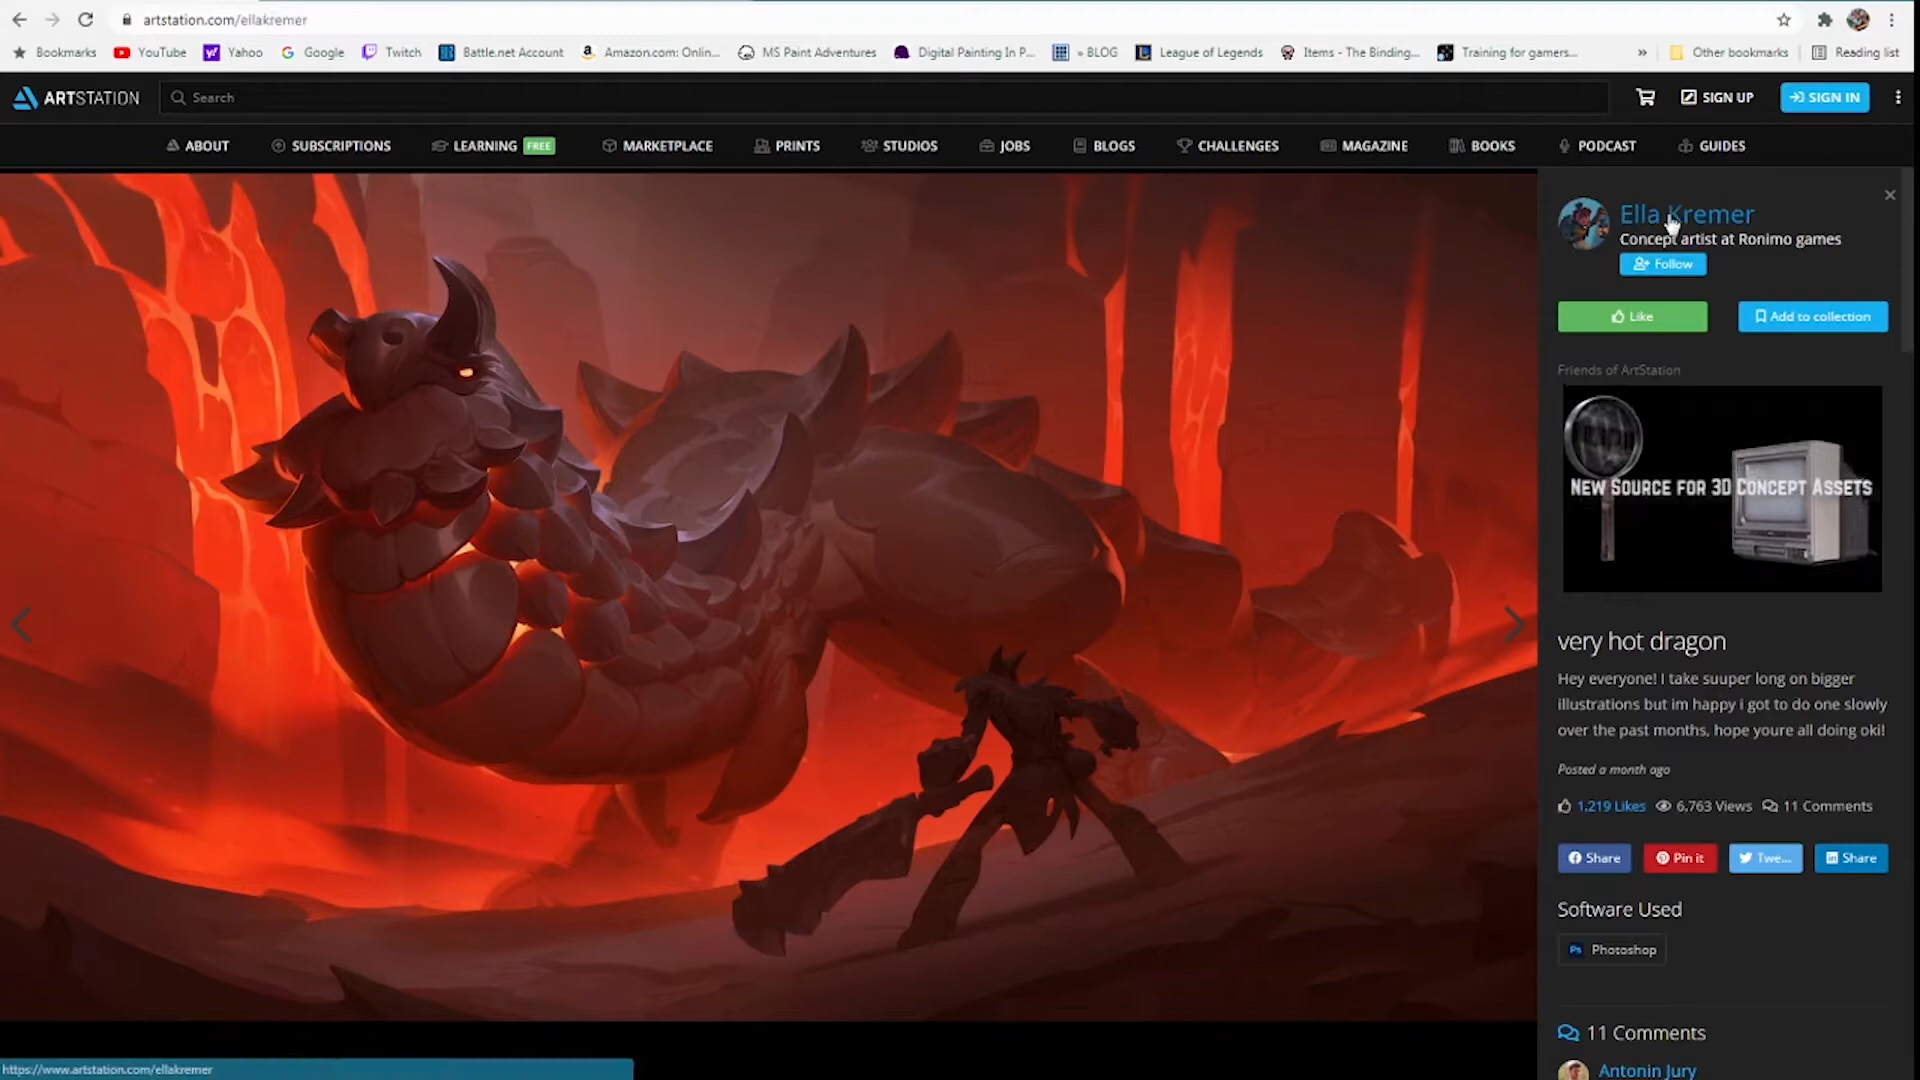 artstation.com/ellakremer
Bookmarks YouTube Yahoo Google Twitch Battle.net Account Amazon.com: Onlin... MS Paint Adventures Digital Painting In P... » BLOG League of Legends Items - The Binding... Training for gamers... » Other bookmarks Reading list
ARTSTATION Search SIGN UP SIGN IN
ABOUT SUBSCRIPTIONS LEARNING FREE MARKETPLACE PRINTS STUDIOS JOBS BLOGS CHALLENGES MAGAZINE BOOKS PODCAST GUIDES
Ella Kremer
Concept artist at Ronimo games
Follow
Like Add to collection
Friends of ArtStation
NEW SOURCE FOR 3D CONCEPT ASSETS
very hot dragon
Hey everyone! I take suuper long on bigger
illustrations but im happy i got to do one slowly
over the past months, hope youre all doing oki!
Posted a month ago
1,219 Likes 6,763 Views 11 Comments
Share Pin it Twe... Share
Software Used
Ps Photoshop
11 Comments
Antonin Jury
https://www.artstation.com/ellakremer